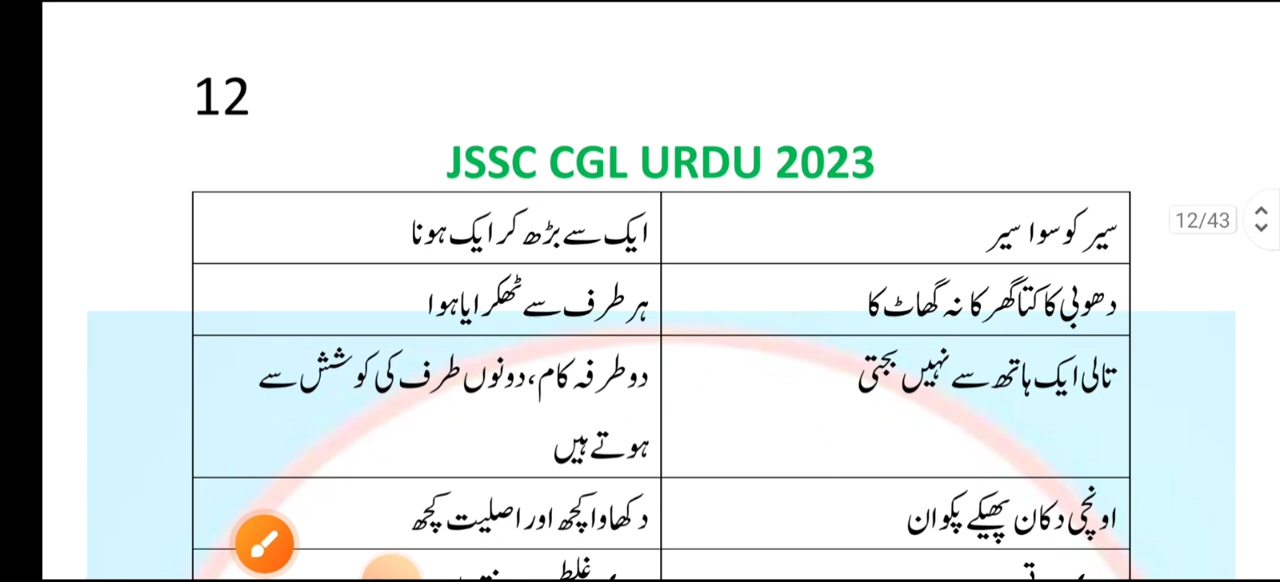 12
JSSC CGL URDU 2023
12/43
سیر کو سوا سیر
ایک سے بڑھ کر ایک ہونا
دھوبی کا کتا گھر کا نہ گھاٹ کا
ہر طرف سے ٹھکرایا ہوا
تالی ایک ہاتھ سے نہیں بجتی
دو طرفہ کام، دونوں طرف کی کوشش سے
ہوتے ہیں
اونچی دکان پھیکے پکوان
دکھاوا کچھ اور اصلیت کچھ
غلط